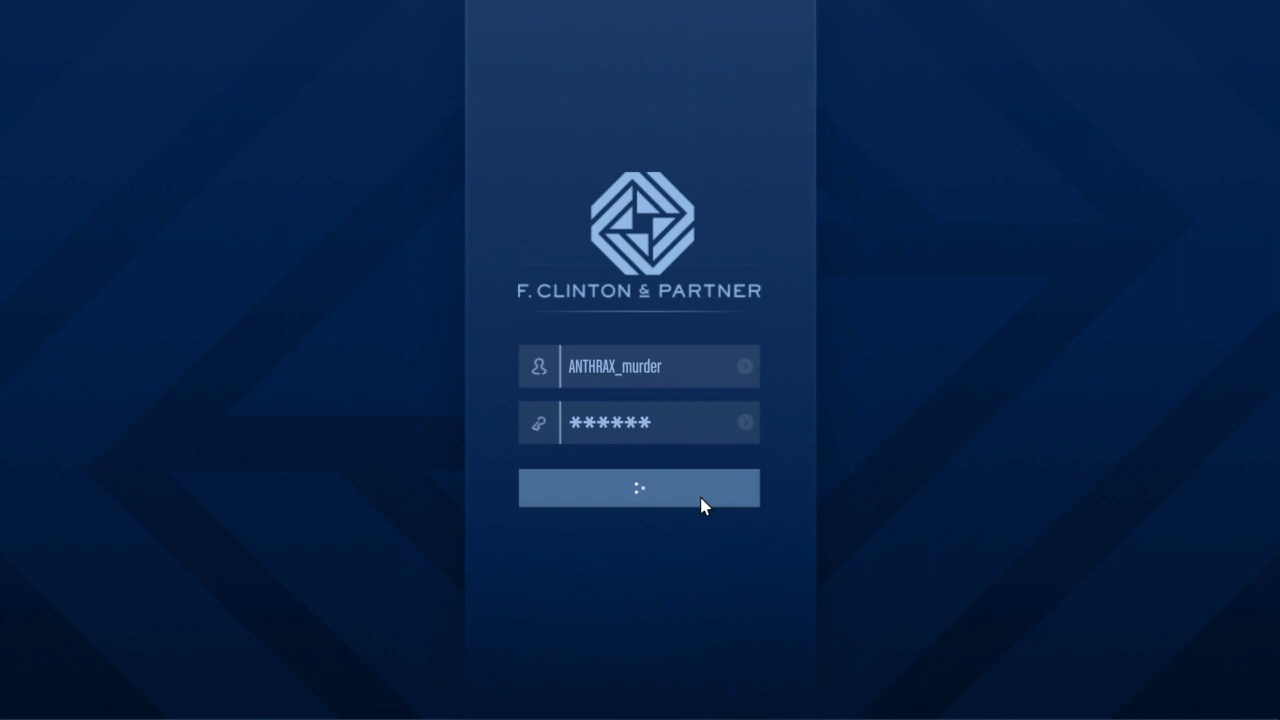 F. CLINTON & PARTNER
ANTHRAX_murder
******